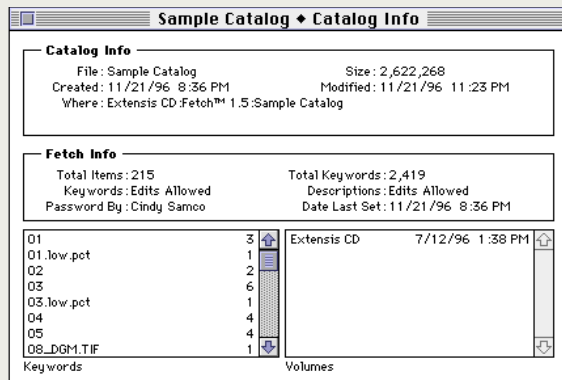 Sample Catalog ◆ Catalog Info
Catalog Info
File: Sample Catalog Size: 2,622,268
Created: 11/21/96 8:36 PM Modified: 11/21/96 11:23 PM
Where: Extensis CD:Fetch™ 1.5:Sample Catalog
Fetch Info
Total Items: 215 Total Keywords: 2,419
Keywords: Edits Allowed Descriptions: Edits Allowed
Password By: Cindy Samco Date Last Set: 11/21/96 8:36 PM
01 3 Extensis CD 7/12/96 1:38 PM
01.low.pct 1
02 2
03 6
03.low.pct 1
04 4
05 4
08_DGM.TIF 1
Keywords Volumes